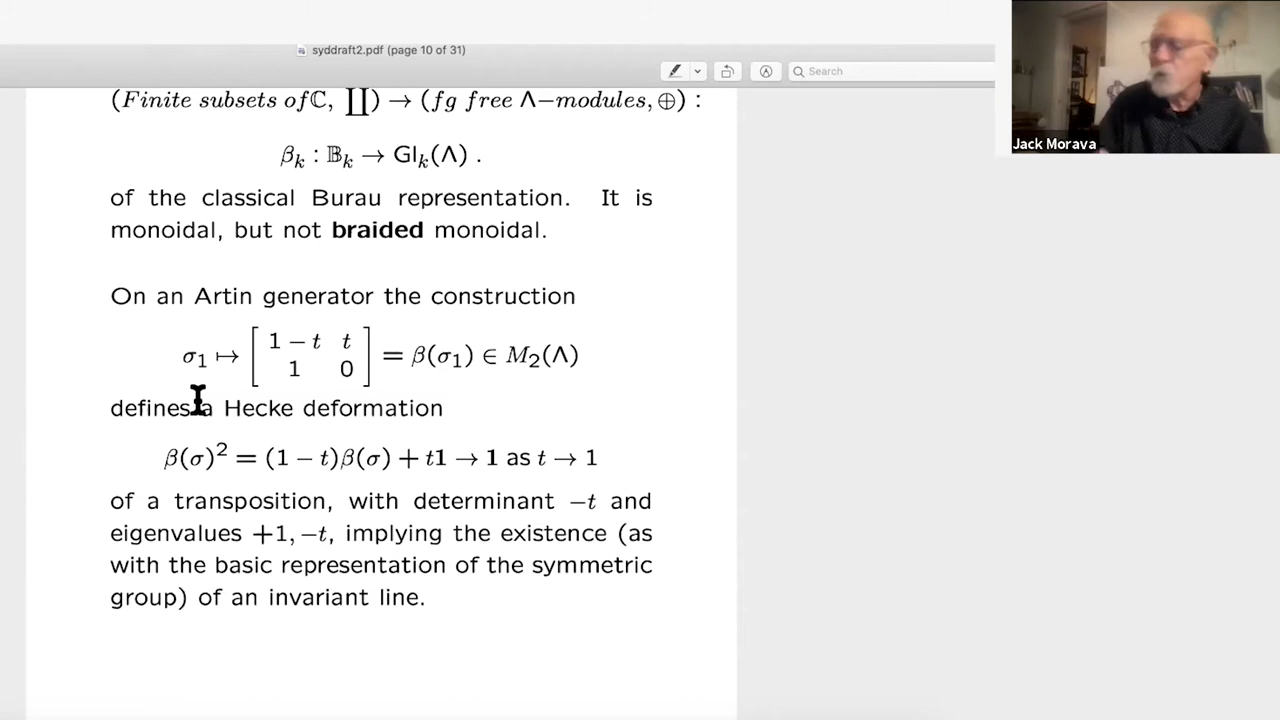 syddraft2.pdf (page 10 of 31)
Search
Jack Morava
(Finite subsets of ℂ, ∐) → (fg free Λ−modules, ⊕) :
β_k : 𝔹_k → Gl_k(Λ) .
of the classical Burau representation. It is
monoidal, but not braided monoidal.
On an Artin generator the construction
σ_1 ↦ [ 1 − t t ; 1 0 ] = β(σ_1) ∈ M_2(Λ)
defines a Hecke deformation
β(σ)^2 = (1 − t)β(σ) + t1 → 1 as t → 1
of a transposition, with determinant −t and
eigenvalues +1, −t, implying the existence (as
with the basic representation of the symmetric
group) of an invariant line.